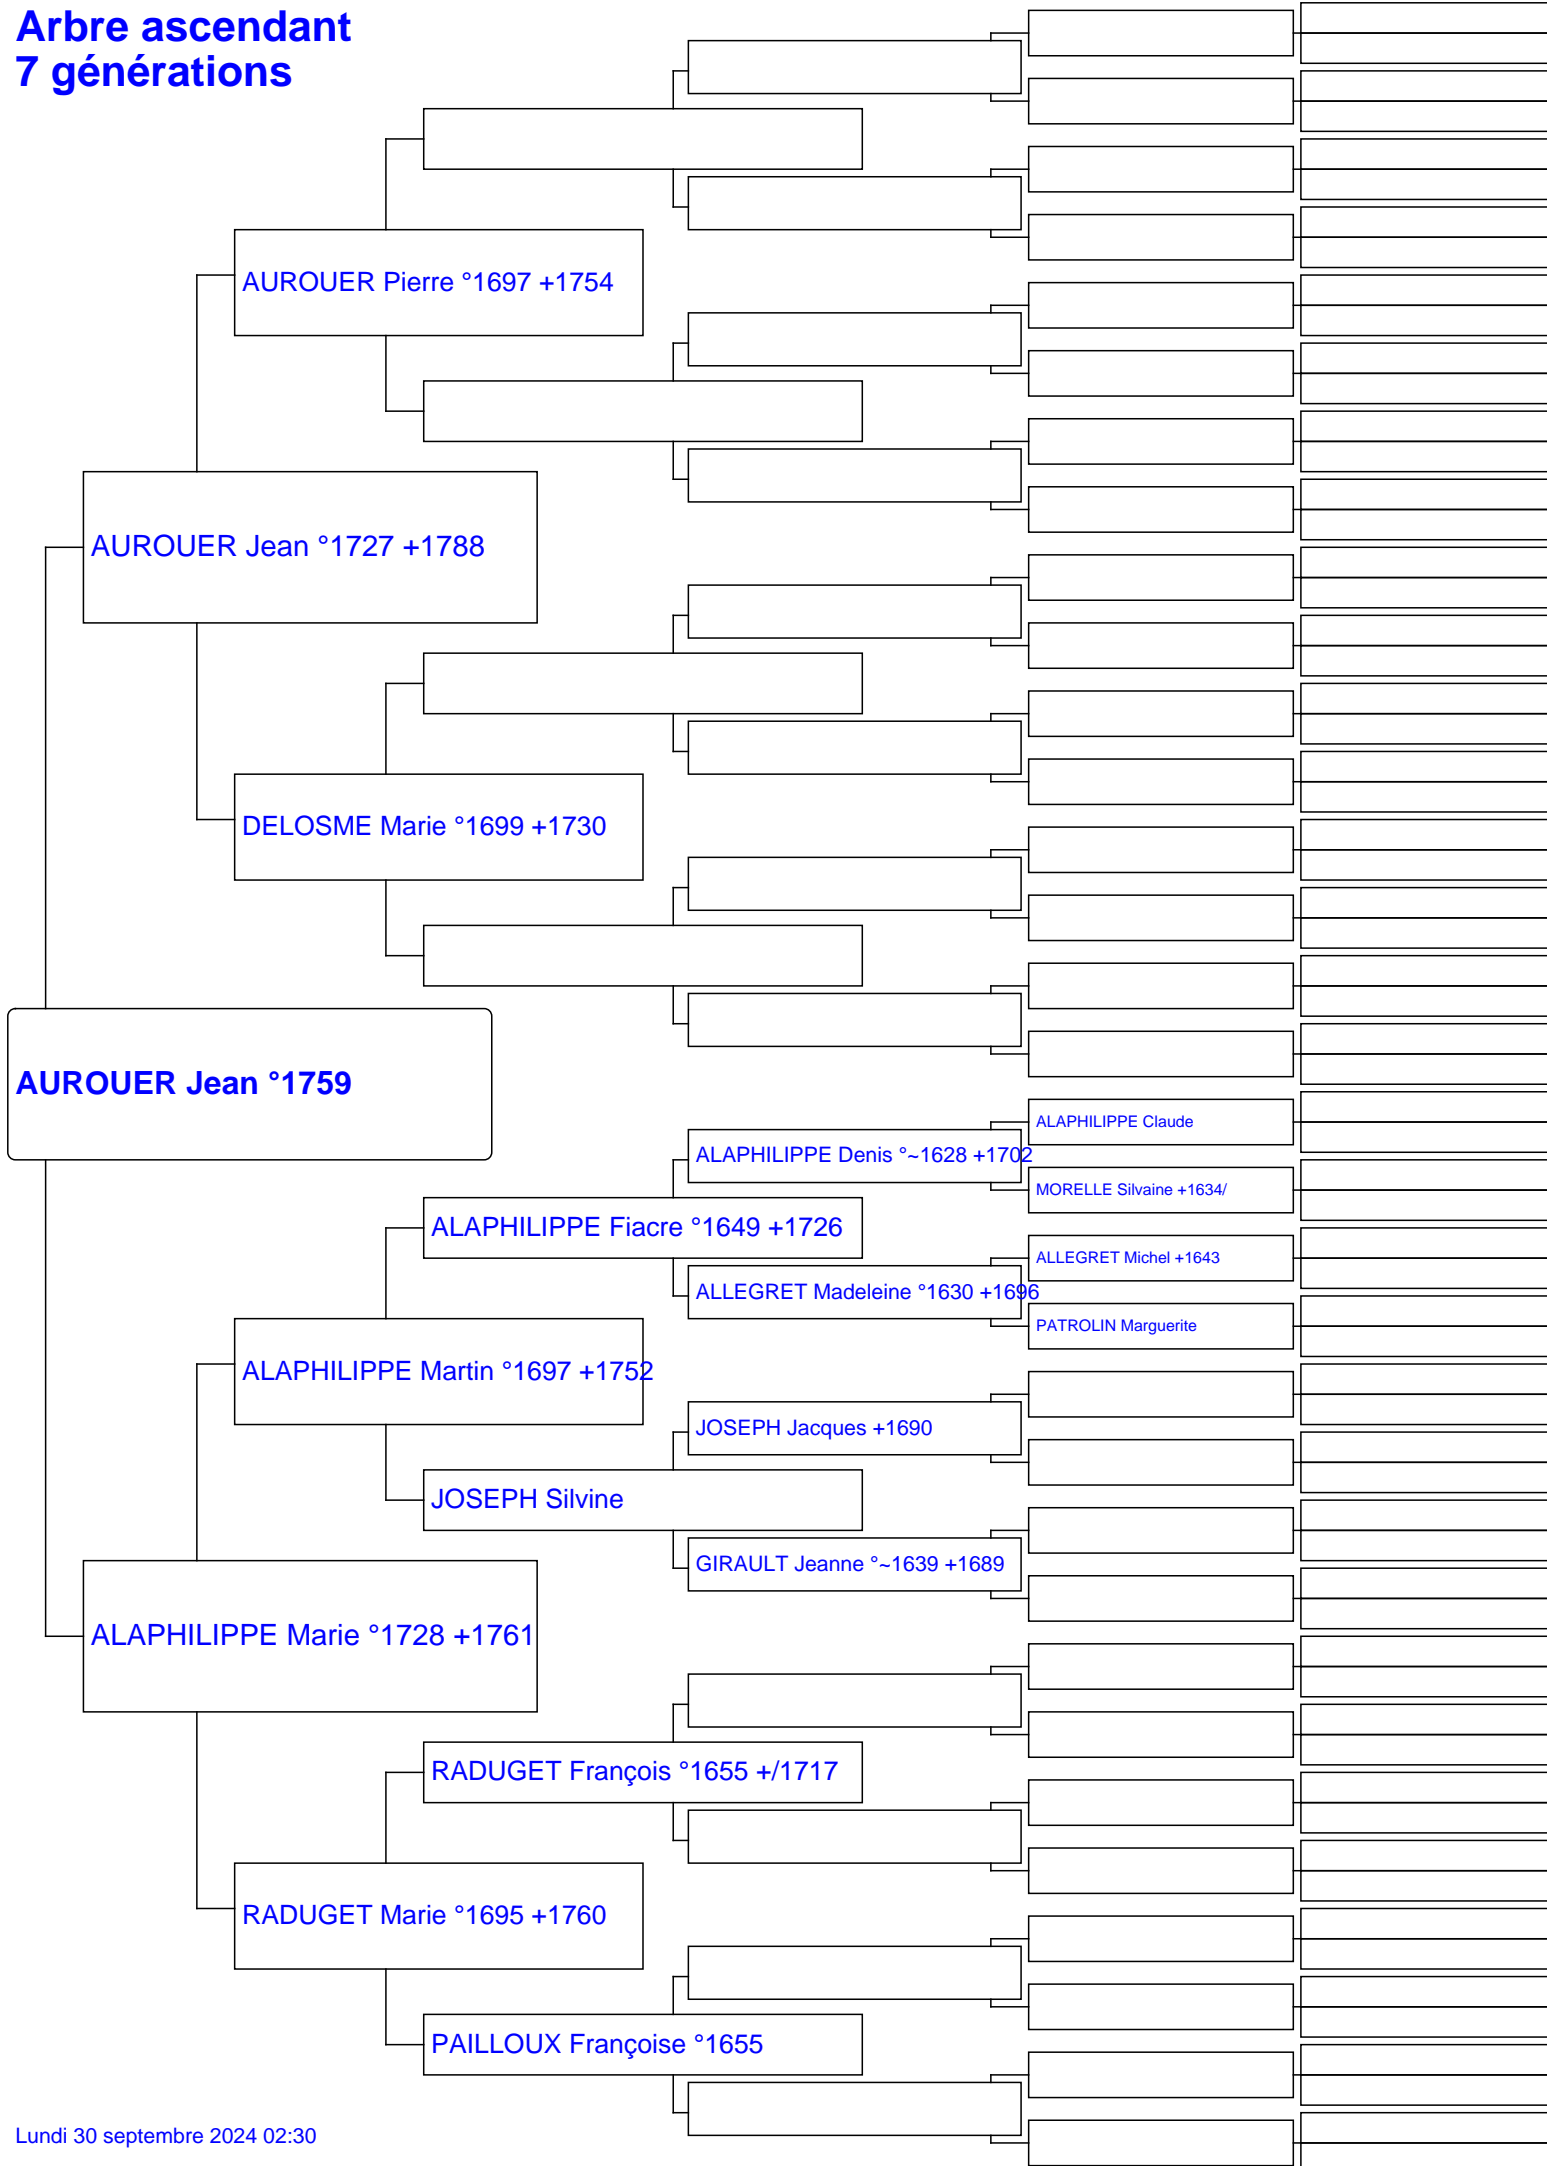 Arbre ascendant
7 générations
AUROUER Pierre °1697 +1754
AUROUER Jean °1727 +1788
DELOSME Marie °1699 +1730
AUROUER Jean °1759
ALAPHILIPPE Claude
ALAPHILIPPE Denis °~1628 +1702
MORELLE Silvaine +1634/
ALAPHILIPPE Fiacre °1649 +1726
ALLEGRET Michel +1643
ALLEGRET Madeleine °1630 +1696
PATROLIN Marguerite
ALAPHILIPPE Martin °1697 +1752
JOSEPH Jacques +1690
JOSEPH Silvine
GIRAULT Jeanne °~1639 +1689
ALAPHILIPPE Marie °1728 +1761
RADUGET François °1655 +/1717
RADUGET Marie °1695 +1760
PAILLOUX Françoise °1655
Lundi 30 septembre 2024 02:30